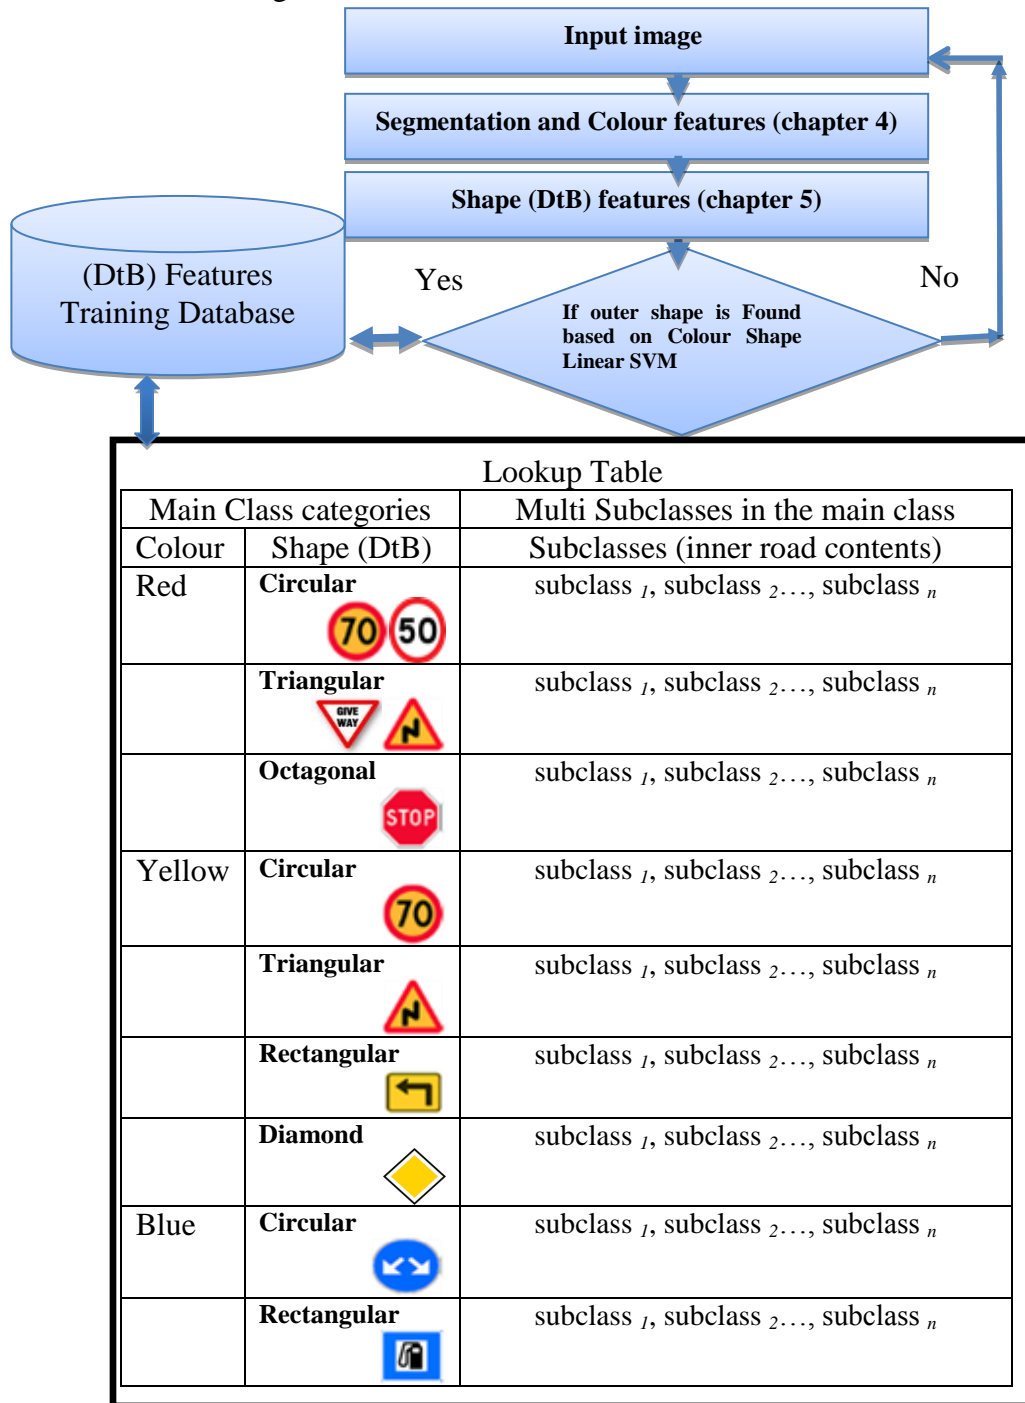 Input image
Segmentation and Colour features (chapter 4)
Shape (DtB) features (chapter 5)
(DtB) Features
Training Database
Yes
No
If outer shape is Found
based on Colour Shape
Linear SVM
Lookup Table
Main Class categories Multi Subclasses in the main class
Colour Shape (DtB) Subclasses (inner road contents)
Red Circular subclass 1, subclass 2…, subclass n
70 50
Triangular subclass 1, subclass 2…, subclass n
GIVE
WAY
Octagonal subclass 1, subclass 2…, subclass n
STOP
Yellow Circular subclass 1, subclass 2…, subclass n
70
Triangular subclass 1, subclass 2…, subclass n
Rectangular subclass 1, subclass 2…, subclass n
Diamond subclass 1, subclass 2…, subclass n
Blue Circular subclass 1, subclass 2…, subclass n
Rectangular subclass 1, subclass 2…, subclass n